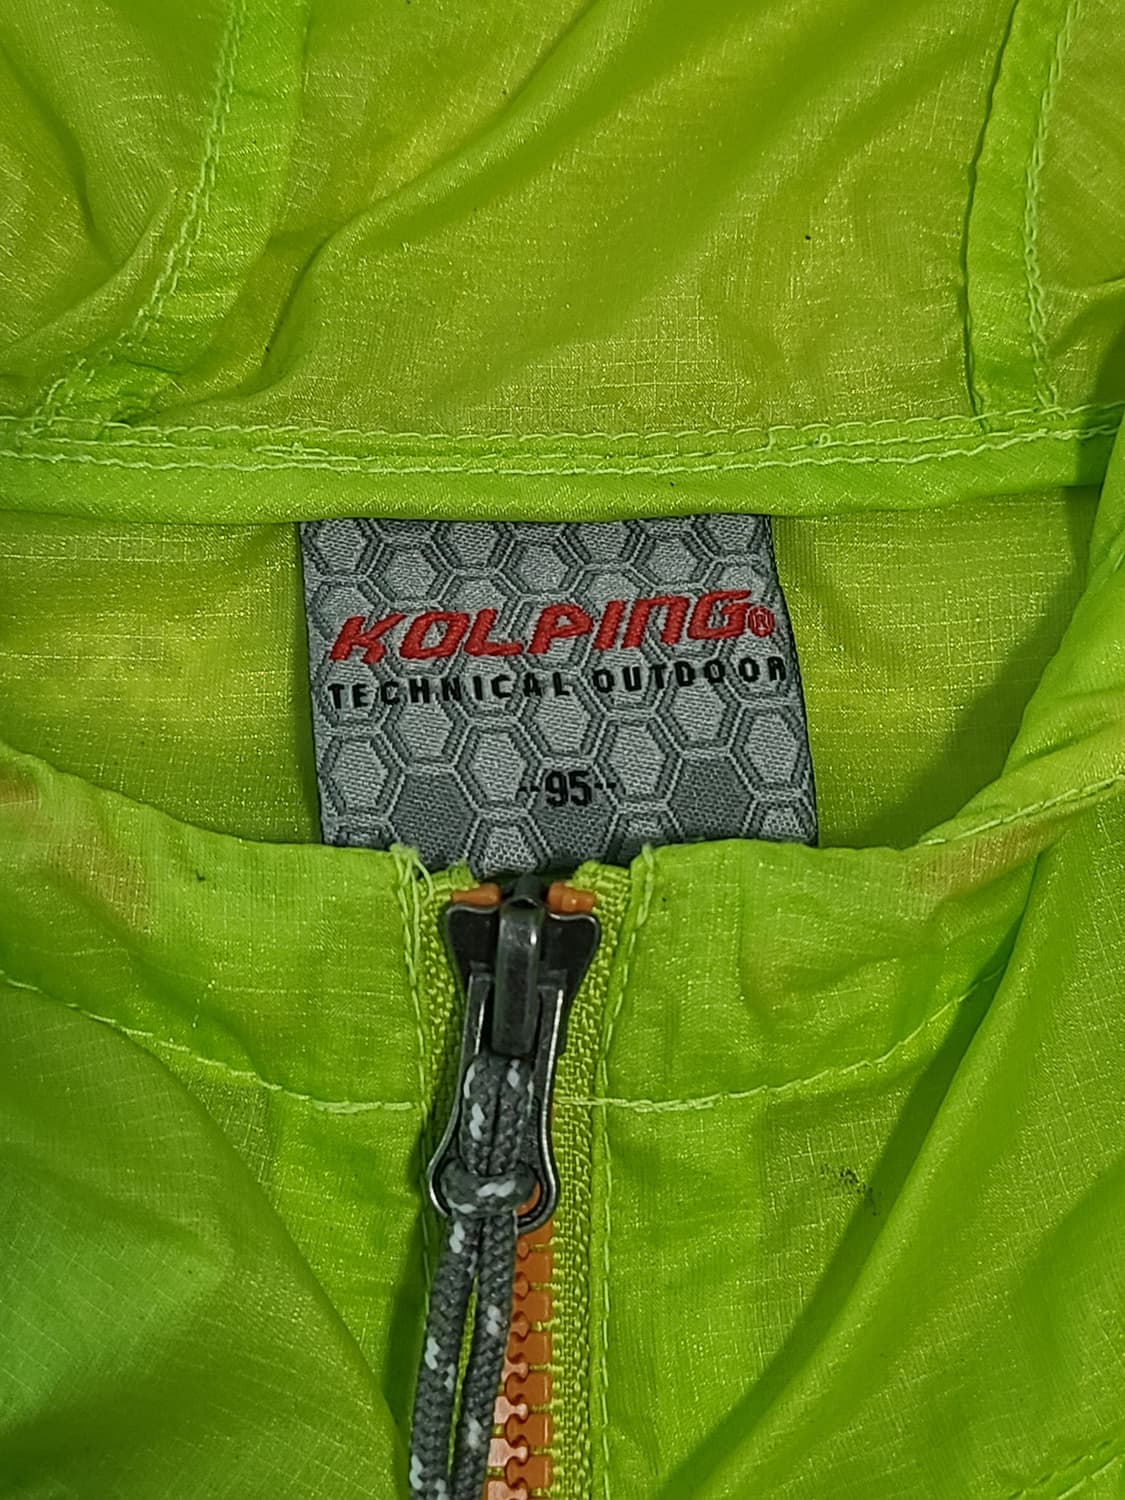 KOLPING®
TECHNICAL OUTDOOR
-95-